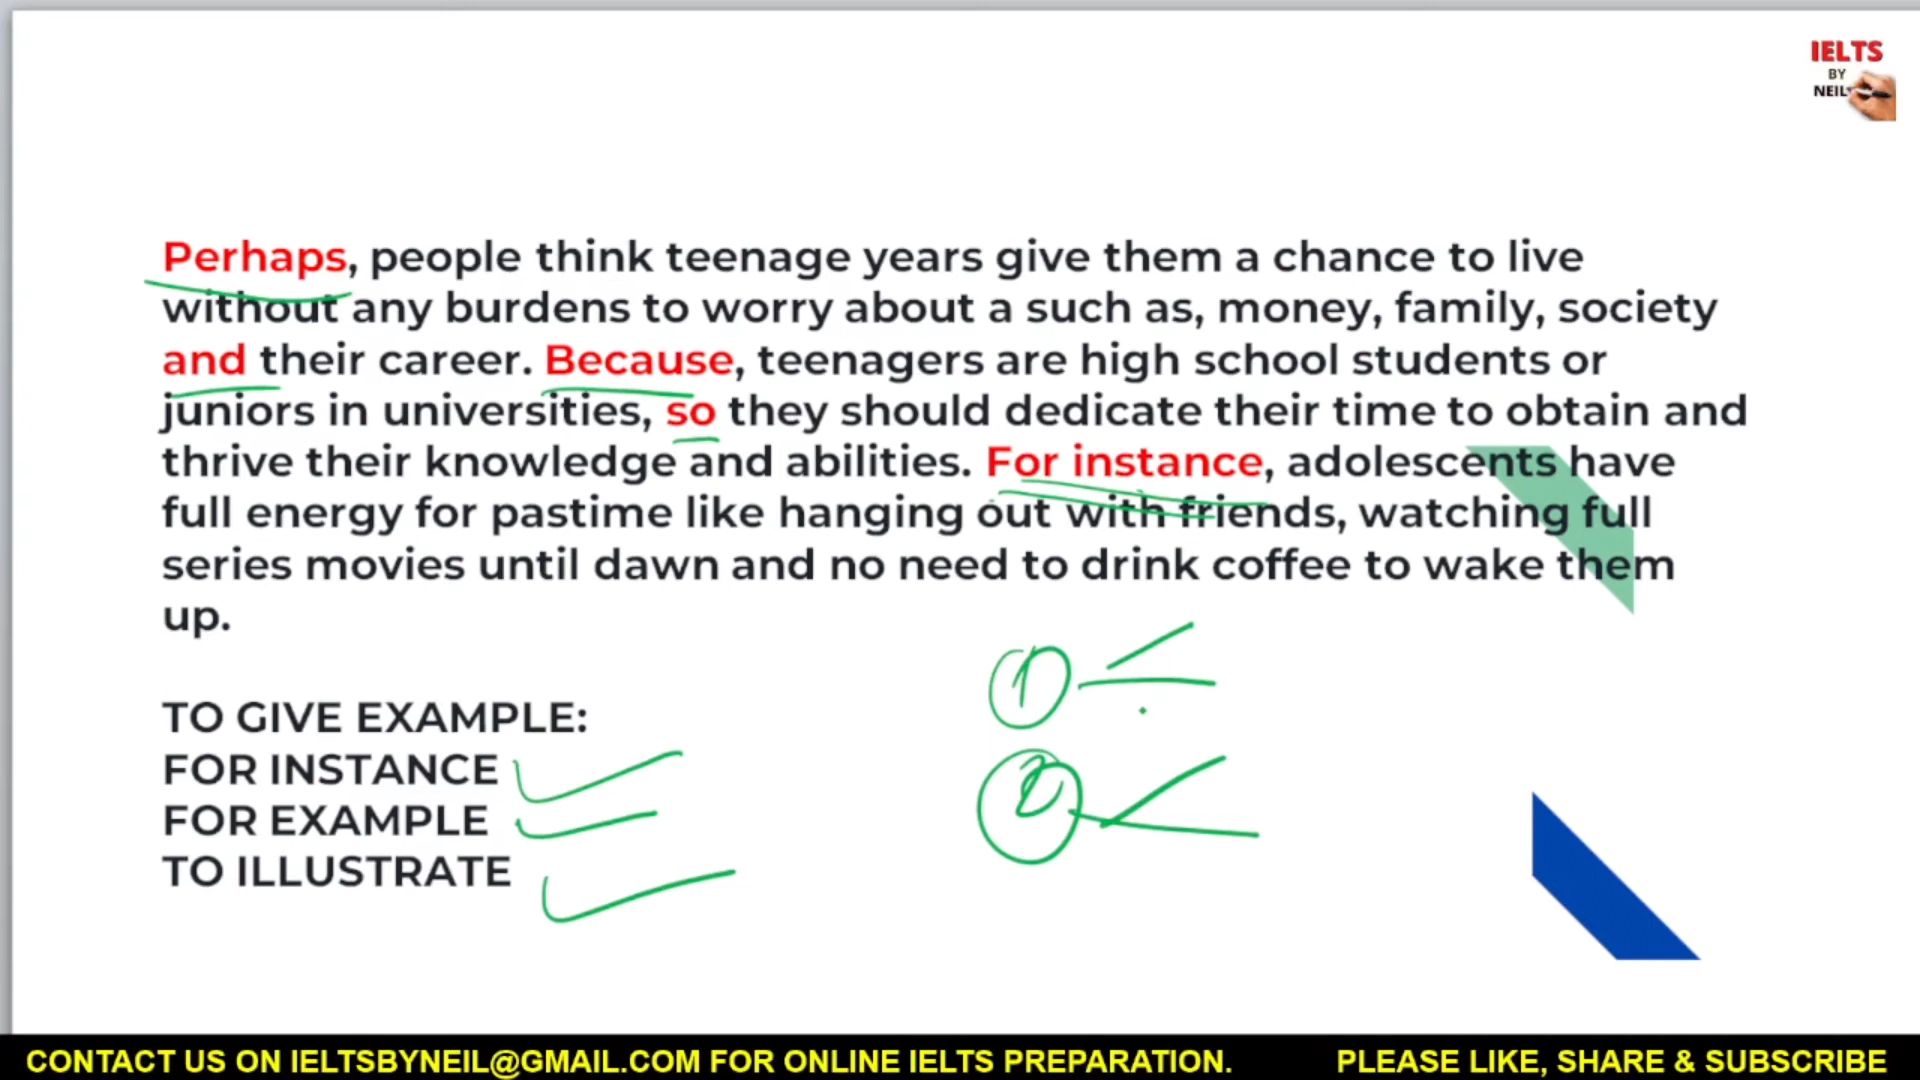 IELTS
BY
NEIL
Perhaps, people think teenage years give them a chance to live
without any burdens to worry about a such as, money, family, society
and their career. Because, teenagers are high school students or
juniors in universities, so they should dedicate their time to obtain and
thrive their knowledge and abilities. For instance, adolescents have
full energy for pastime like hanging out with friends, watching full
series movies until dawn and no need to drink coffee to wake them
up.
TO GIVE EXAMPLE:
FOR INSTANCE
FOR EXAMPLE
TO ILLUSTRATE
1
2
CONTACT US ON IELTSBYNEIL@GMAIL.COM FOR ONLINE IELTS PREPARATION. PLEASE LIKE, SHARE & SUBSCRIBE